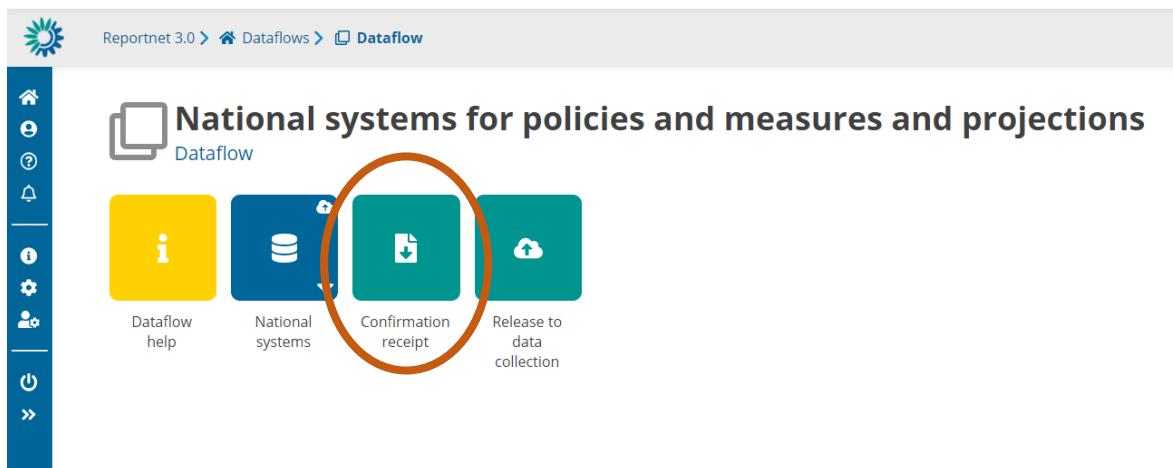 Reportnet 3.0 Dataflows Dataflow
National systems for policies and measures and projections
Dataflow
Dataflow
help
National
systems
Confirmation
receipt
Release to
data
collection